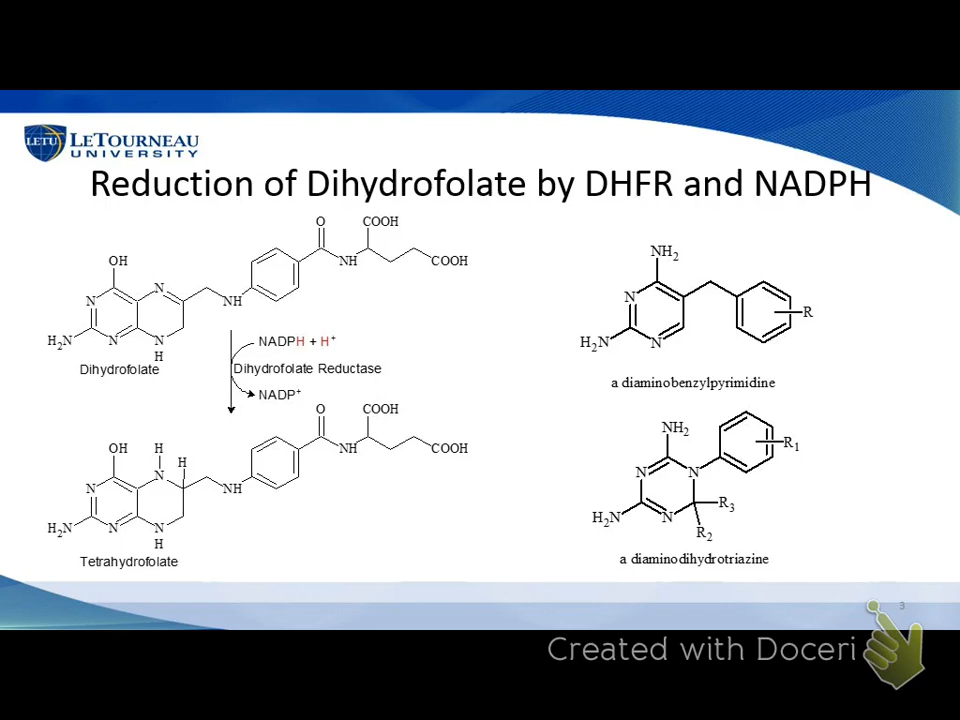 LETU LETOURNEAU
UNIVERSITY
Reduction of Dihydrofolate by DHFR and NADPH
O COOH
NH COOH
OH
N N
NH
H₂N N N
H
Dihydrofolate
NADPH + H⁺
Dihydrofolate Reductase
NADP⁺
O COOH
NH COOH
OH H
N H
N NH
H₂N N N
H
Tetrahydrofolate
NH₂
N
R
H₂N N
a diaminobenzylpyrimidine
NH₂
R₁
N N
R₃
H₂N N
R₂
a diaminodihydrotriazine
3
Created with Doceri